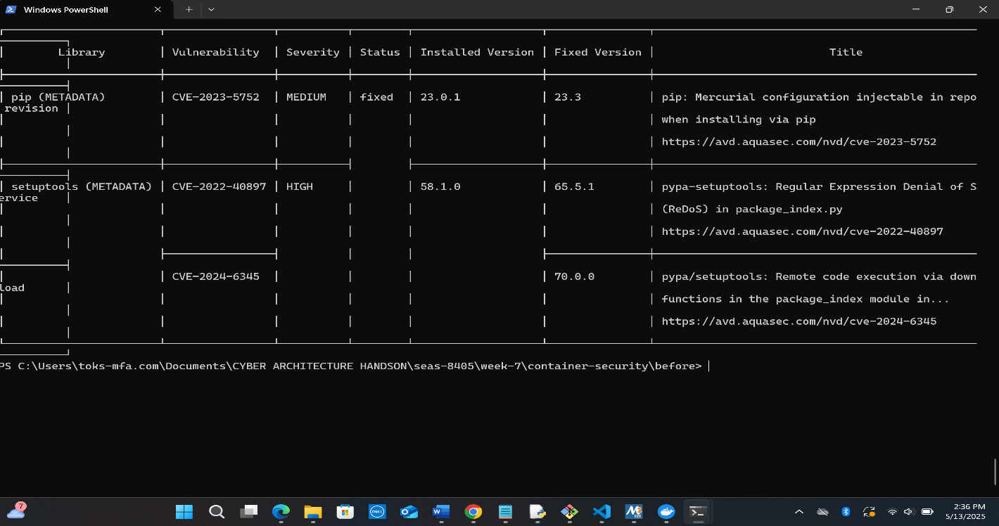 Windows PowerShell
| Library | Vulnerability | Severity | Status | Installed Version | Fixed Version | Title
|
| pip (METADATA) | CVE-2023-5752 | MEDIUM | fixed | 23.0.1 | 23.3 | pip: Mercurial configuration injectable in repo
revision |
| | | | | | | when installing via pip
|
| | | | | | | https://avd.aquasec.com/nvd/cve-2023-5752
|
| setuptools (METADATA) | CVE-2022-40897 | HIGH | | 58.1.0 | 65.5.1 | pypa-setuptools: Regular Expression Denial of S
ervice |
| | | | | | | (ReDoS) in package_index.py
|
| | | | | | | https://avd.aquasec.com/nvd/cve-2022-40897
|
| | CVE-2024-6345 | | | | 70.0.0 | pypa/setuptools: Remote code execution via down
load |
| | | | | | | functions in the package_index module in...
|
| | | | | | | https://avd.aquasec.com/nvd/cve-2024-6345
|
PS C:\Users\toks-mfa.com\Documents\CYBER ARCHITECTURE HANDSON\seas-8405\week-7\container-security\before>
7
DELL
2:36 PM
5/13/2025